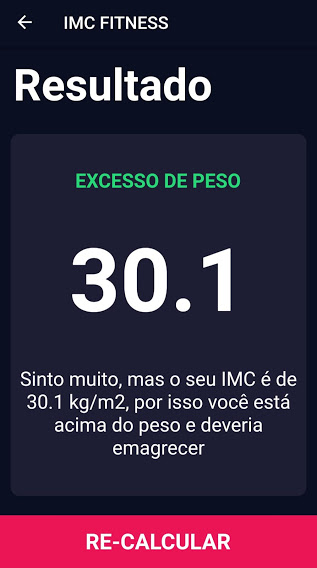 IMC FITNESS
Resultado
EXCESSO DE PESO
30.1
Sinto muito, mas o seu IMC é de
30.1 kg/m2, por isso você está
acima do peso e deveria
emagrecer
RE-CALCULAR